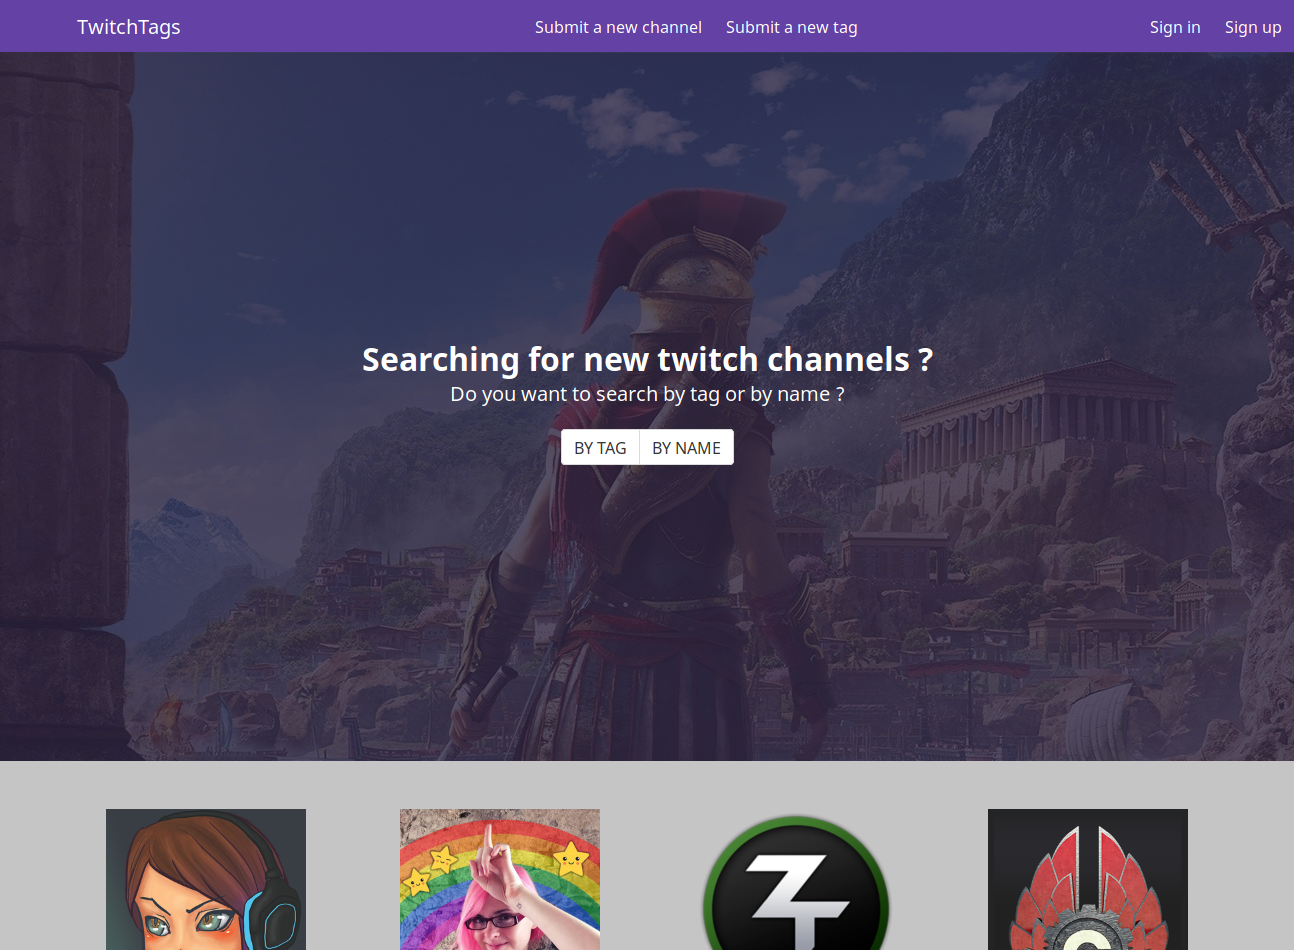 TwitchTags
Submit a new channel
Submit a new tag
Sign in
Sign up
Searching for new twitch channels ?
Do you want to search by tag or by name ?
BY TAG
BY NAME
ZT